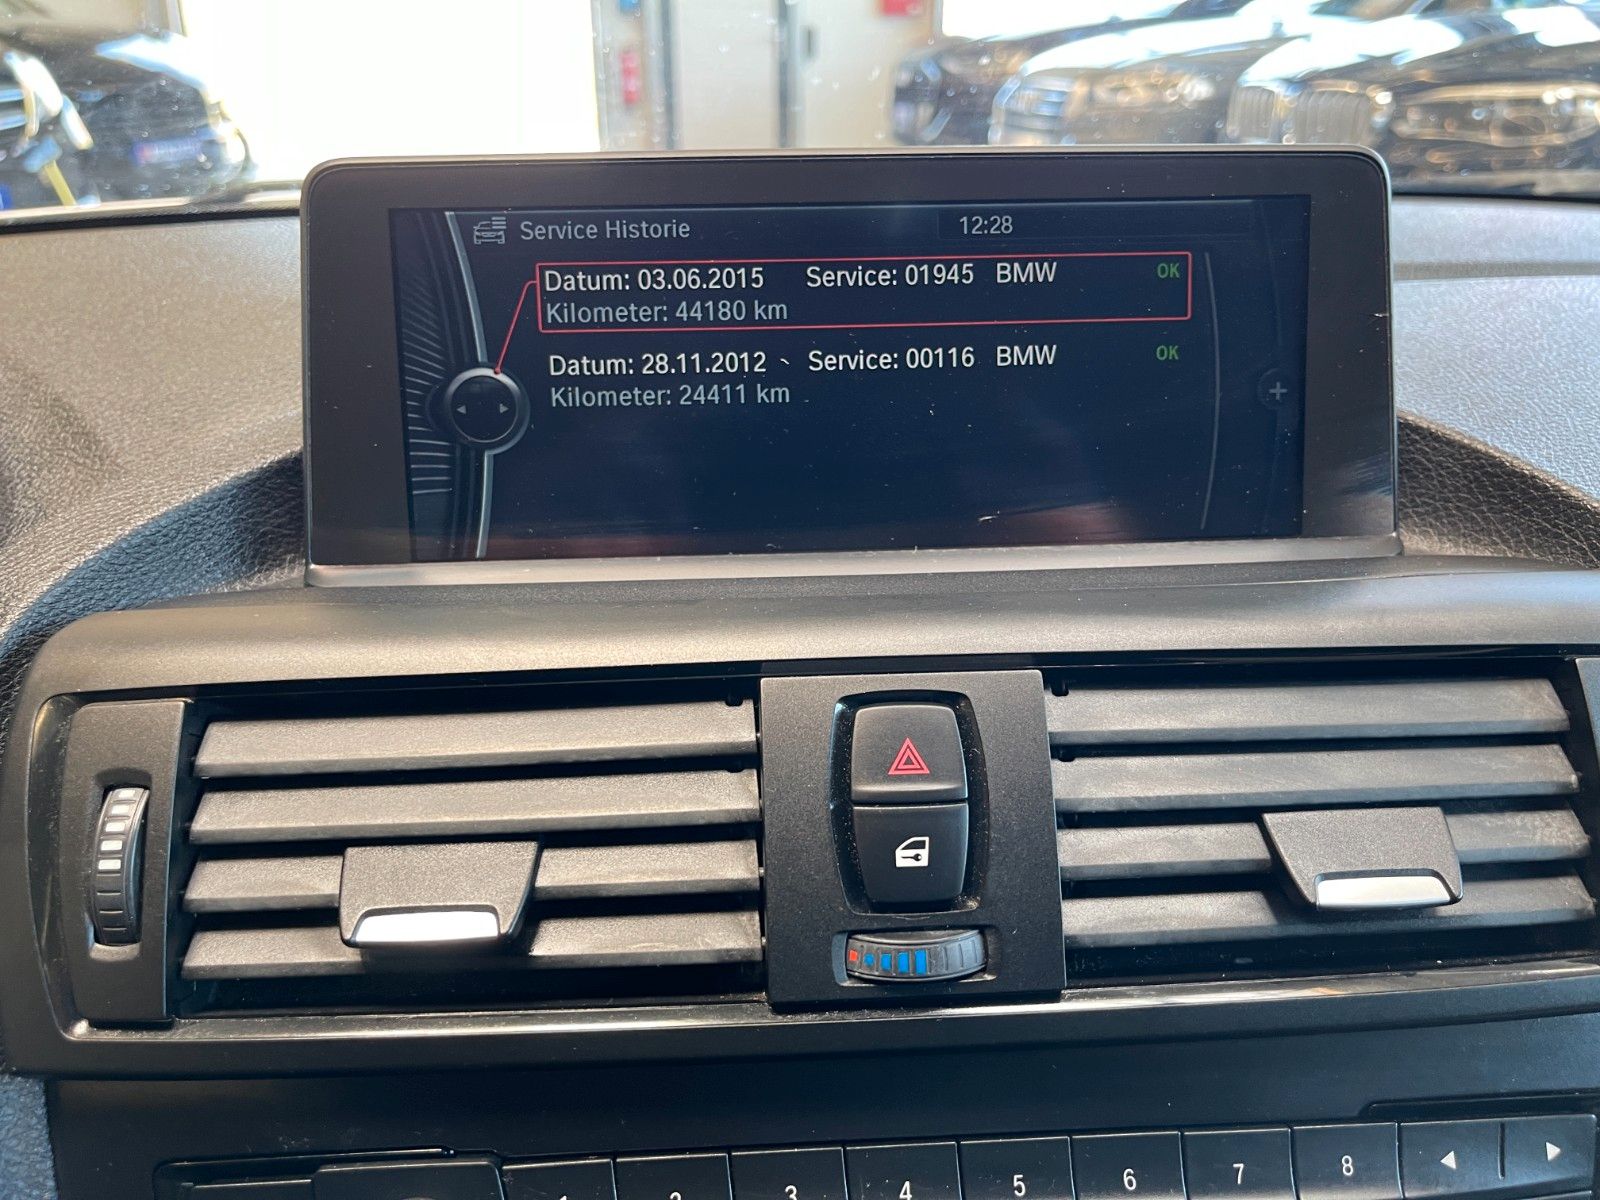 Service Historie 12:28
Datum: 03.06.2015 Service: 01945 BMW OK
Kilometer: 44180 km
Datum: 28.11.2012 Service: 00116 BMW OK
Kilometer: 24411 km
1 2 3 4 5 6 7 8